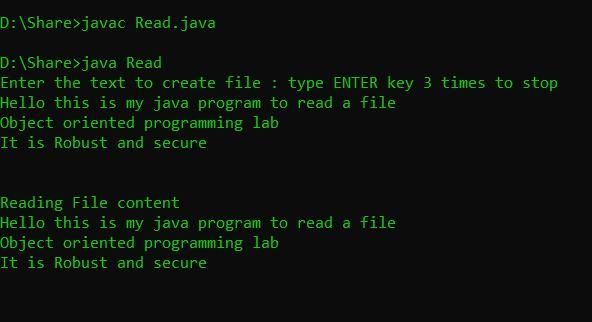 D:\Share>javac Read.java
D:\Share>java Read
Enter the text to create file : type ENTER key 3 times to stop
Hello this is my java program to read a file
Object oriented programming lab
It is Robust and secure
Reading File content
Hello this is my java program to read a file
Object oriented programming lab
It is Robust and secure